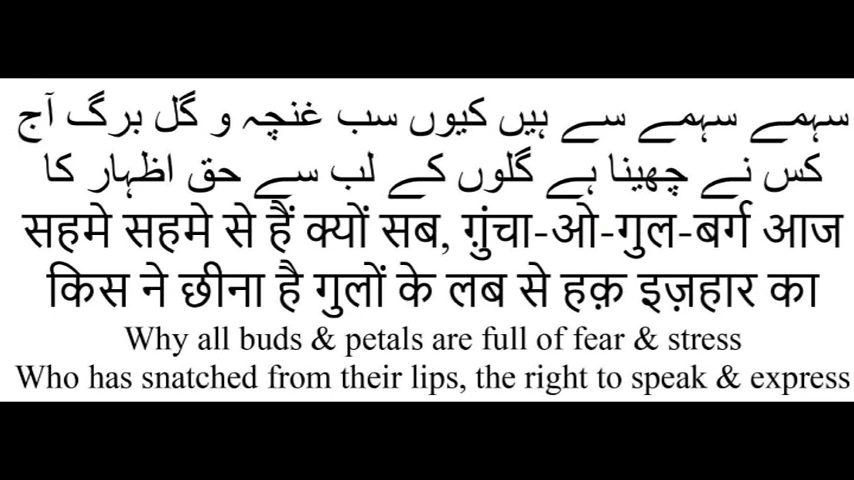 سہمے سہمے سے ہیں کیوں سب غنچہ و گل برگ آج
کس نے چھینا ہے گلوں کے لب سے حق اظہار کا
सहमे सहमे से हैं क्यों सब, ग़ुंचा-ओ-गुल-बर्ग आज
किस ने छीना है गुलों के लब से हक़ इज़हार का
Why all buds & petals are full of fear & stress
Who has snatched from their lips, the right to speak & express